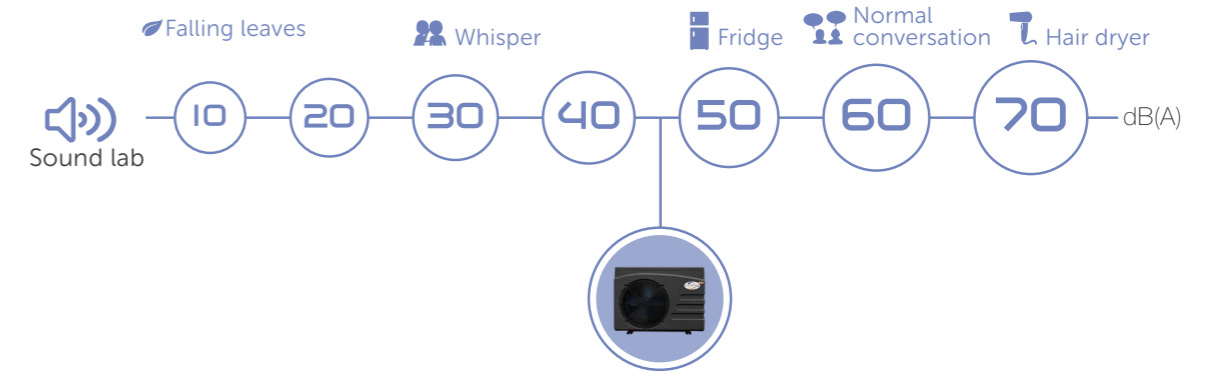 Falling leaves
Whisper
Fridge
Normal
conversation
Hair dryer
10
20
30
40
50
60
70
dB(A)
Sound lab